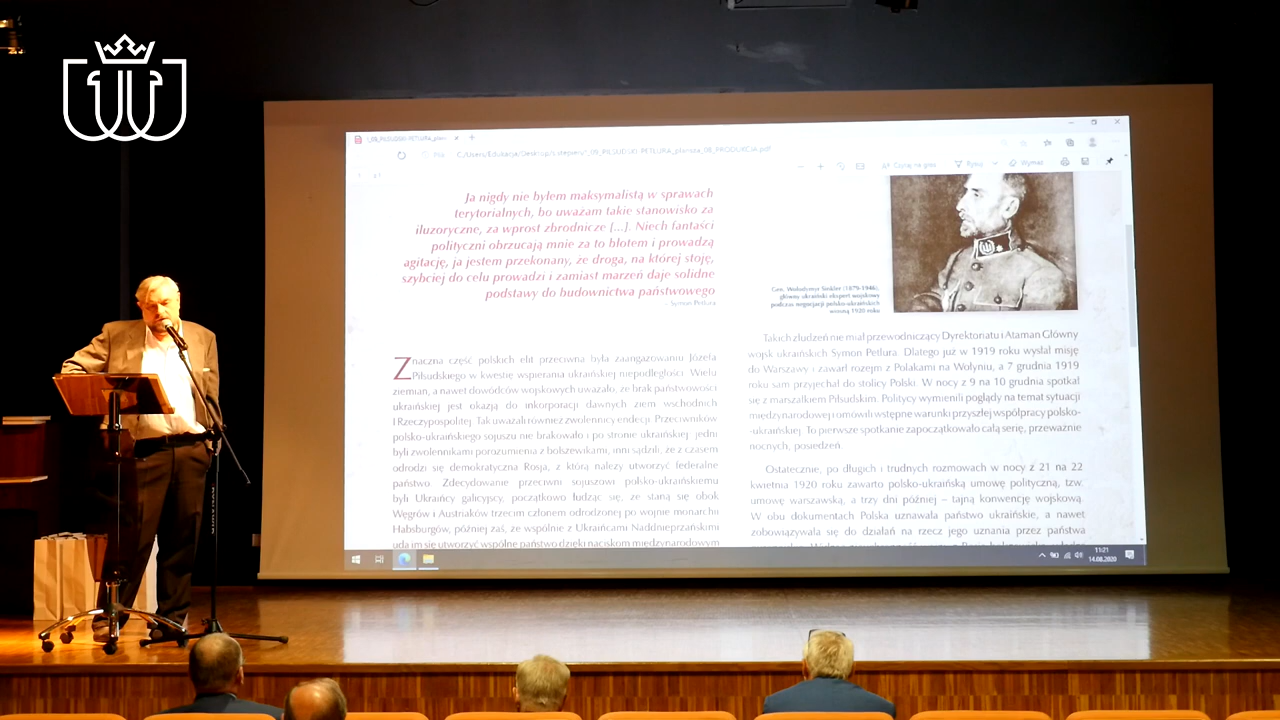 C:/Users/Edukacja/Desktop/
Czytaj na głos
Rysuj
Wymaż
Ja nigdy nie byłem maksymalistą w sprawach
terytorialnych, bo uważam takie stanowisko za
iluzoryczne, za wprost zbrodnicze [...]. Niech fantaści
polityczni obrzucają mnie za to błotem i prowadzą
agitację, ja jestem przekonany, że droga, na której stoję,
szybciej do celu prowadzi i zamiast marzeń daje solidne
podstawy do budownictwa państwowego
– Symon Petlura
Znaczna część polskich elit przeciwna była zaangażowaniu Józefa
Piłsudskiego w kwestię wspierania ukraińskiej niepodległości. Wielu
ziemian, a nawet dowódców wojskowych uważało, że brak państwowości
ukraińskiej jest okazją do inkorporacji dawnych ziem wschodnich
I Rzeczypospolitej. Tak uważali również zwolennicy endecji. Przeciwników
polsko-ukraińskiego sojuszu nie brakowało i po stronie ukraińskiej: jedni
byli zwolennikami porozumienia z bolszewikami, inni sądzili, że z czasem
odrodzi się demokratyczna Rosja, z którą należy utworzyć federalne
państwo. Zdecydowanie przeciwni sojuszowi polsko-ukraińskiemu
byli Ukraińcy galicyjscy, początkowo łudząc się, że staną się obok
Węgrów i Austriaków trzecim członem odrodzonej po wojnie monarchii
Habsburgów, później zaś, że wspólnie z Ukraińcami Naddnieprzańskimi
uda im się utworzyć wspólne państwo dzięki naciskom międzynarodowym
Gen. Wołodymyr Sinkler (1879-1946),
główny ukraiński ekspert wojskowy
podczas negocjacji polsko-ukraińskich
wiosną 1920 roku
Takich złudzeń nie miał przewodniczący Dyrektoriatu i Ataman Główny
wojsk ukraińskich Symon Petlura. Dlatego już w 1919 roku wysłał misję
do Warszawy i zawarł rozejm z Polakami na Wołyniu, a 7 grudnia 1919
roku sam przyjechał do stolicy Polski. W nocy z 9 na 10 grudnia spotkał
się z marszałkiem Piłsudskim. Politycy wymienili poglądy na temat sytuacji
międzynarodowej i omówili wstępne warunki przyszłej współpracy polsko-
-ukraińskiej. To pierwsze spotkanie zapoczątkowało całą serię, przeważnie
nocnych, posiedzeń.
Ostatecznie, po długich i trudnych rozmowach w nocy z 21 na 22
kwietnia 1920 roku zawarto polsko-ukraińską umowę polityczną, tzw.
umowę warszawską, a trzy dni później – tajną konwencję wojskową.
W obu dokumentach Polska uznawała państwo ukraińskie, a nawet
zobowiązywała się do działań na rzecz jego uznania przez państwa
11:21
14.08.2020